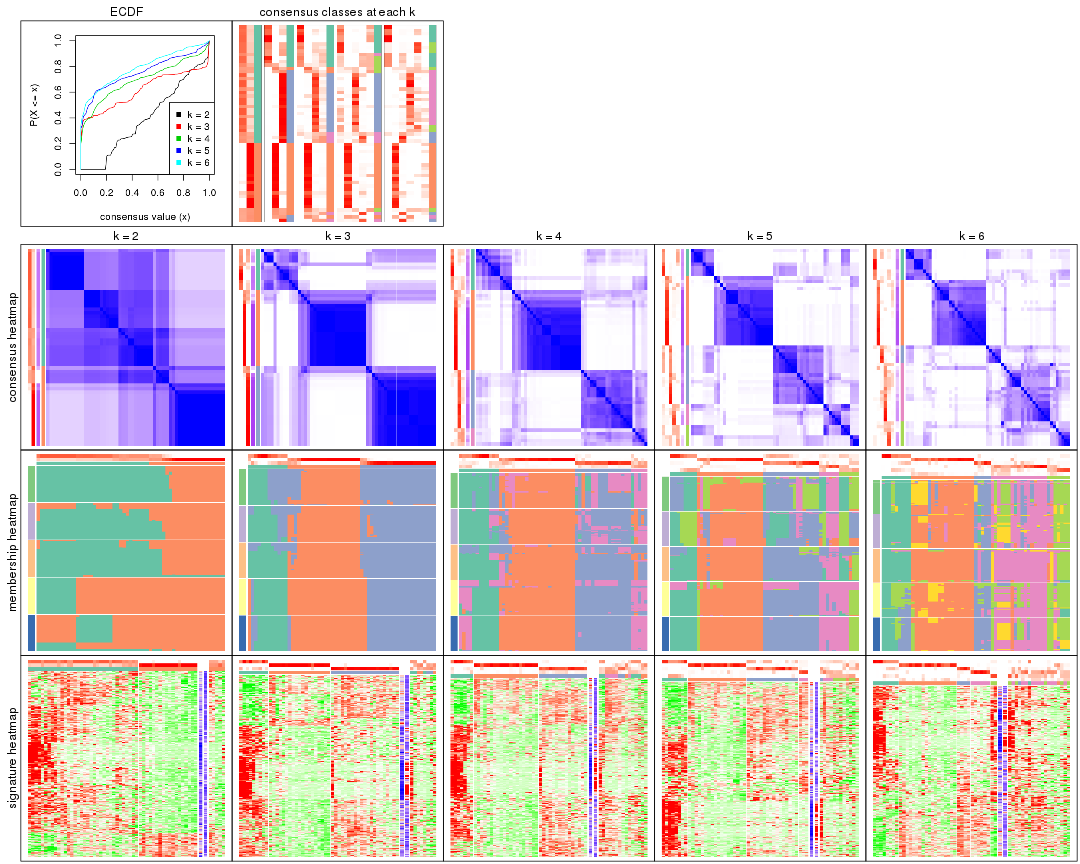 ECDF
consensus classes at each k
P(X <= x)
0.0 0.2 0.4 0.6 0.8 1.0
k = 2
k = 3
k = 4
k = 5
k = 6
0.0 0.2 0.4 0.6 0.8 1.0
consensus value (x)
k = 2 k = 3 k = 4 k = 5 k = 6
consensus heatmap
membership heatmap
signature heatmap